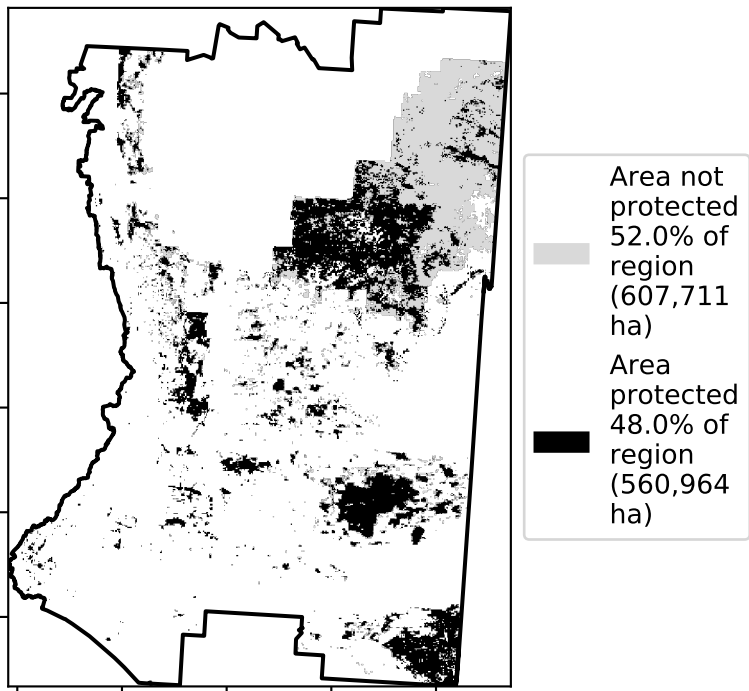 Area not
protected
52.0% of
region
(607,711
ha)
Area
protected
48.0% of
region
(560,964
ha)